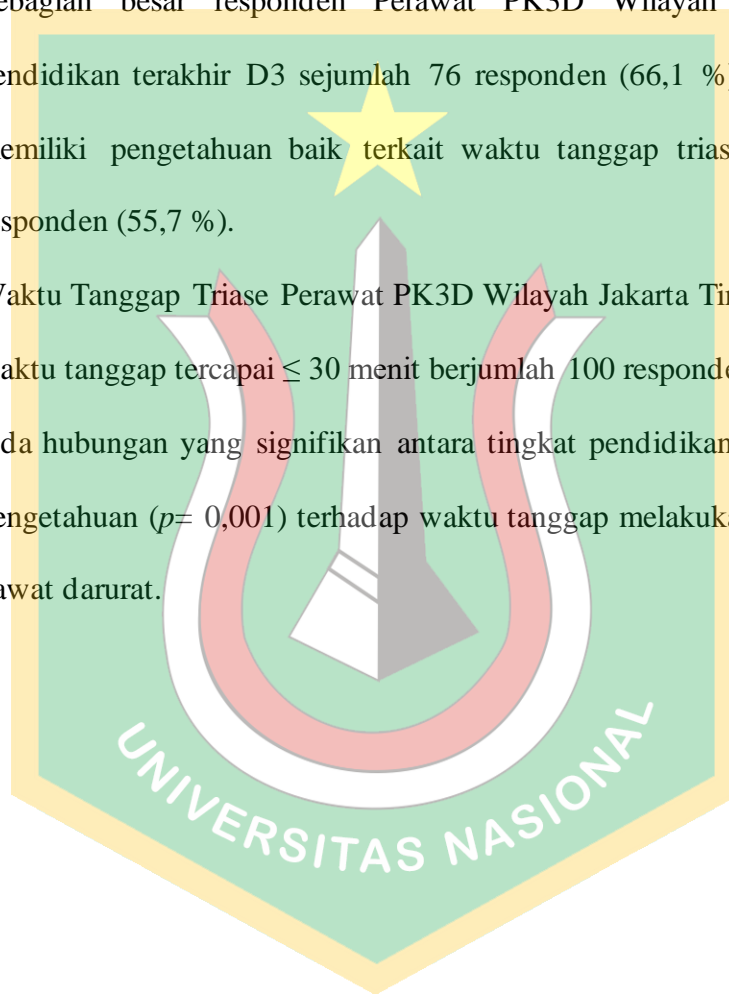 ebagian besar responden Perawat PK3D Wilayah
endidikan terakhir D3 sejumlah 76 responden (66,1 %)
emiliki pengetahuan baik terkait waktu tanggap trias
sponden (55,7 %).
Waktu Tanggap Triase Perawat PK3D Wilayah Jakarta Tim
aktu tanggap tercapai ≤ 30 menit berjumlah 100 responde
da hubungan yang signifikan antara tingkat pendidikan
engetahuan (p= 0,001) terhadap waktu tanggap melakuka
awat darurat.
UNIVERSITAS NASIONAL